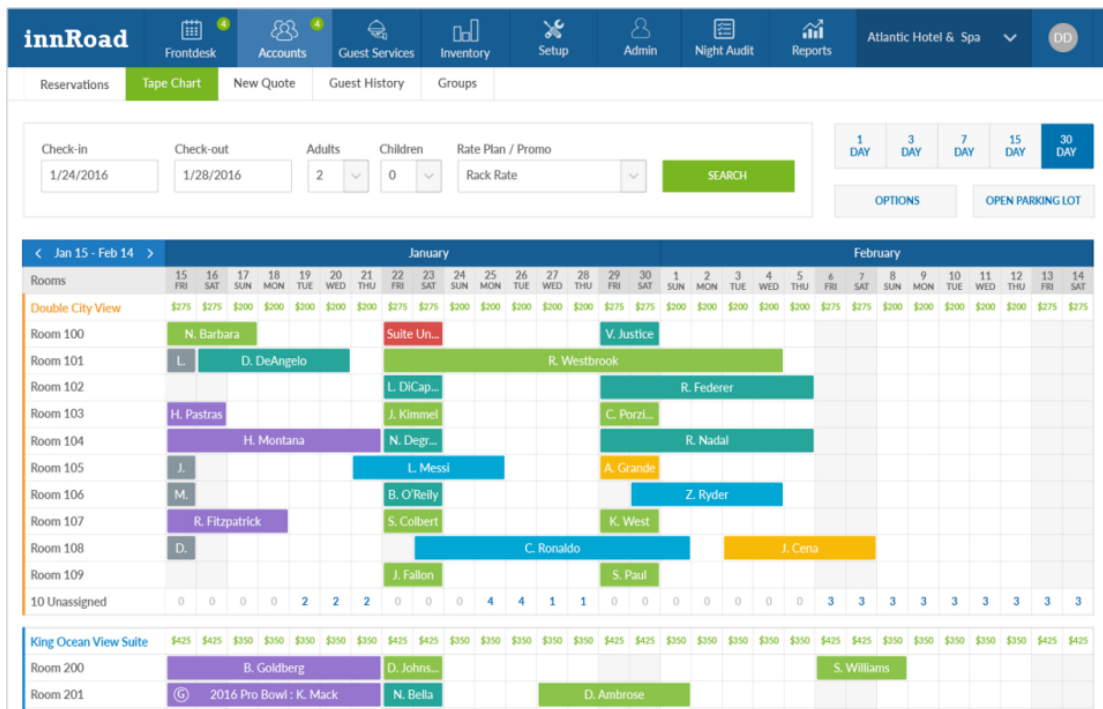 innRoad
4
4
Frontdesk Accounts Guest Services Inventory Setup Admin Night Audit Reports Atlantic Hotel & Spa DD
Reservations Tape Chart New Quote Guest History Groups
Check-in Check-out Adults Children Rate Plan / Promo
1/24/2016 1/28/2016 2 0 Rack Rate SEARCH
1 DAY 3 DAY 7 DAY 15 DAY 30 DAY
OPTIONS OPEN PARKING LOT
Jan 15 - Feb 14 January February
Rooms 15 16 17 18 19 20 21 22 23 24 25 26 27 28 29 30 1 2 3 4 5 6 7 8 9 10 11 12 13 14
FRI SAT SUN MON TUE WED THU FRI SAT SUN MON TUE WED THU FRI SAT SUN MON TUE WED THU FRI SAT SUN MON TUE WED THU FRI SAT
Double City View $275 $275 $200 $200 $200 $200 $200 $275 $275 $200 $200 $200 $200 $200 $275 $275 $200 $200 $200 $200 $200 $275 $275 $200 $200 $200 $200 $200 $275 $275
Room 100 N. Barbara Suite Un... V. Justice
Room 101 L. D. DeAngelo R. Westbrook
Room 102 L. DiCap... R. Federer
Room 103 H. Pastras J. Kimmel C. Porzi...
Room 104 H. Montana N. Degr... R. Nadal
Room 105 J. L. Messi A. Grande
Room 106 M. B. O'Reily Z. Ryder
Room 107 R. Fitzpatrick S. Colbert K. West
Room 108 D. C. Ronaldo J. Cena
Room 109 J. Fallon S. Paul
10 Unassigned 0 0 0 0 2 2 2 0 0 0 4 4 1 1 0 0 0 0 0 0 0 3 3 3 3 3 3 3 3 3
King Ocean View Suite $425 $425 $350 $350 $350 $350 $350 $425 $425 $350 $350 $350 $350 $350 $425 $425 $350 $350 $350 $350 $350 $425 $425 $350 $350 $350 $350 $350 $425 $425
Room 200 B. Goldberg D. Johns... S. Williams
Room 201 G 2016 Pro Bowl : K. Mack N. Bella D. Ambrose